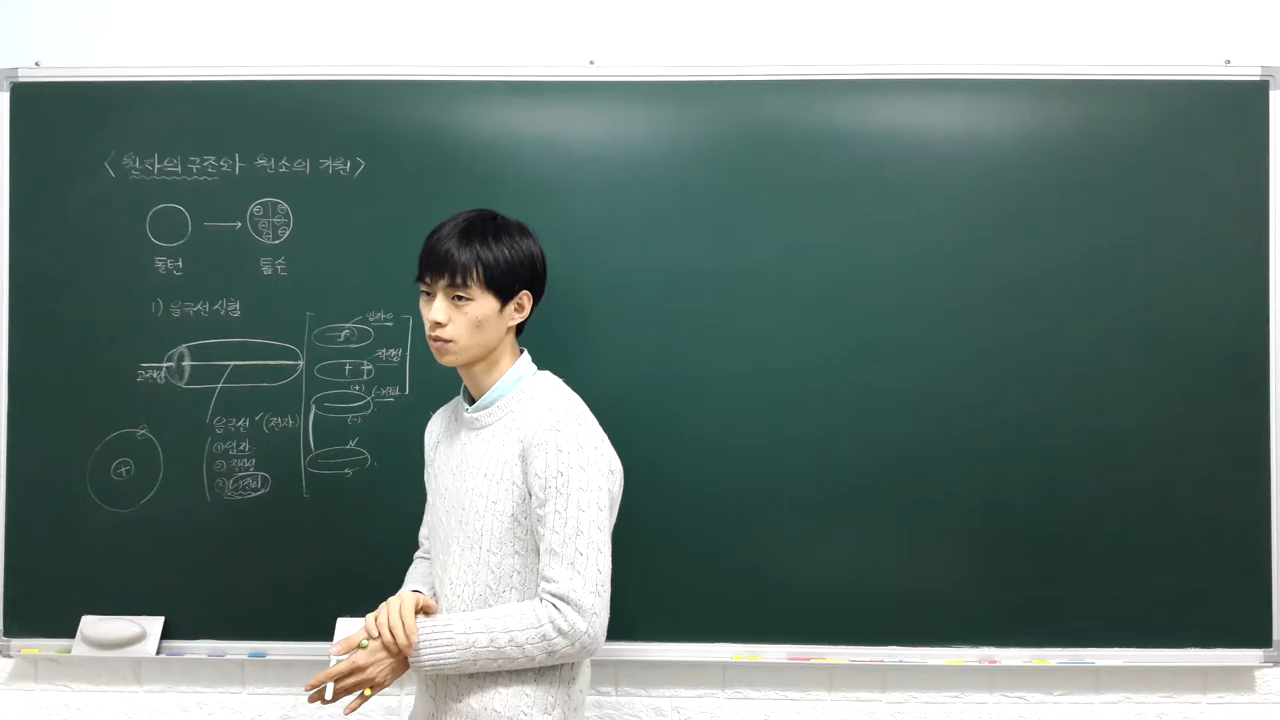 <원자의 구조와 원소의 기원>
돌턴 톰슨
1) 음극선 실험
입자 ○
직진성
(+) (-)전하
(-)
고전압
음극선 ✓ (전자)
N
① 입자
② 직진성
S
③ (-)전하
+